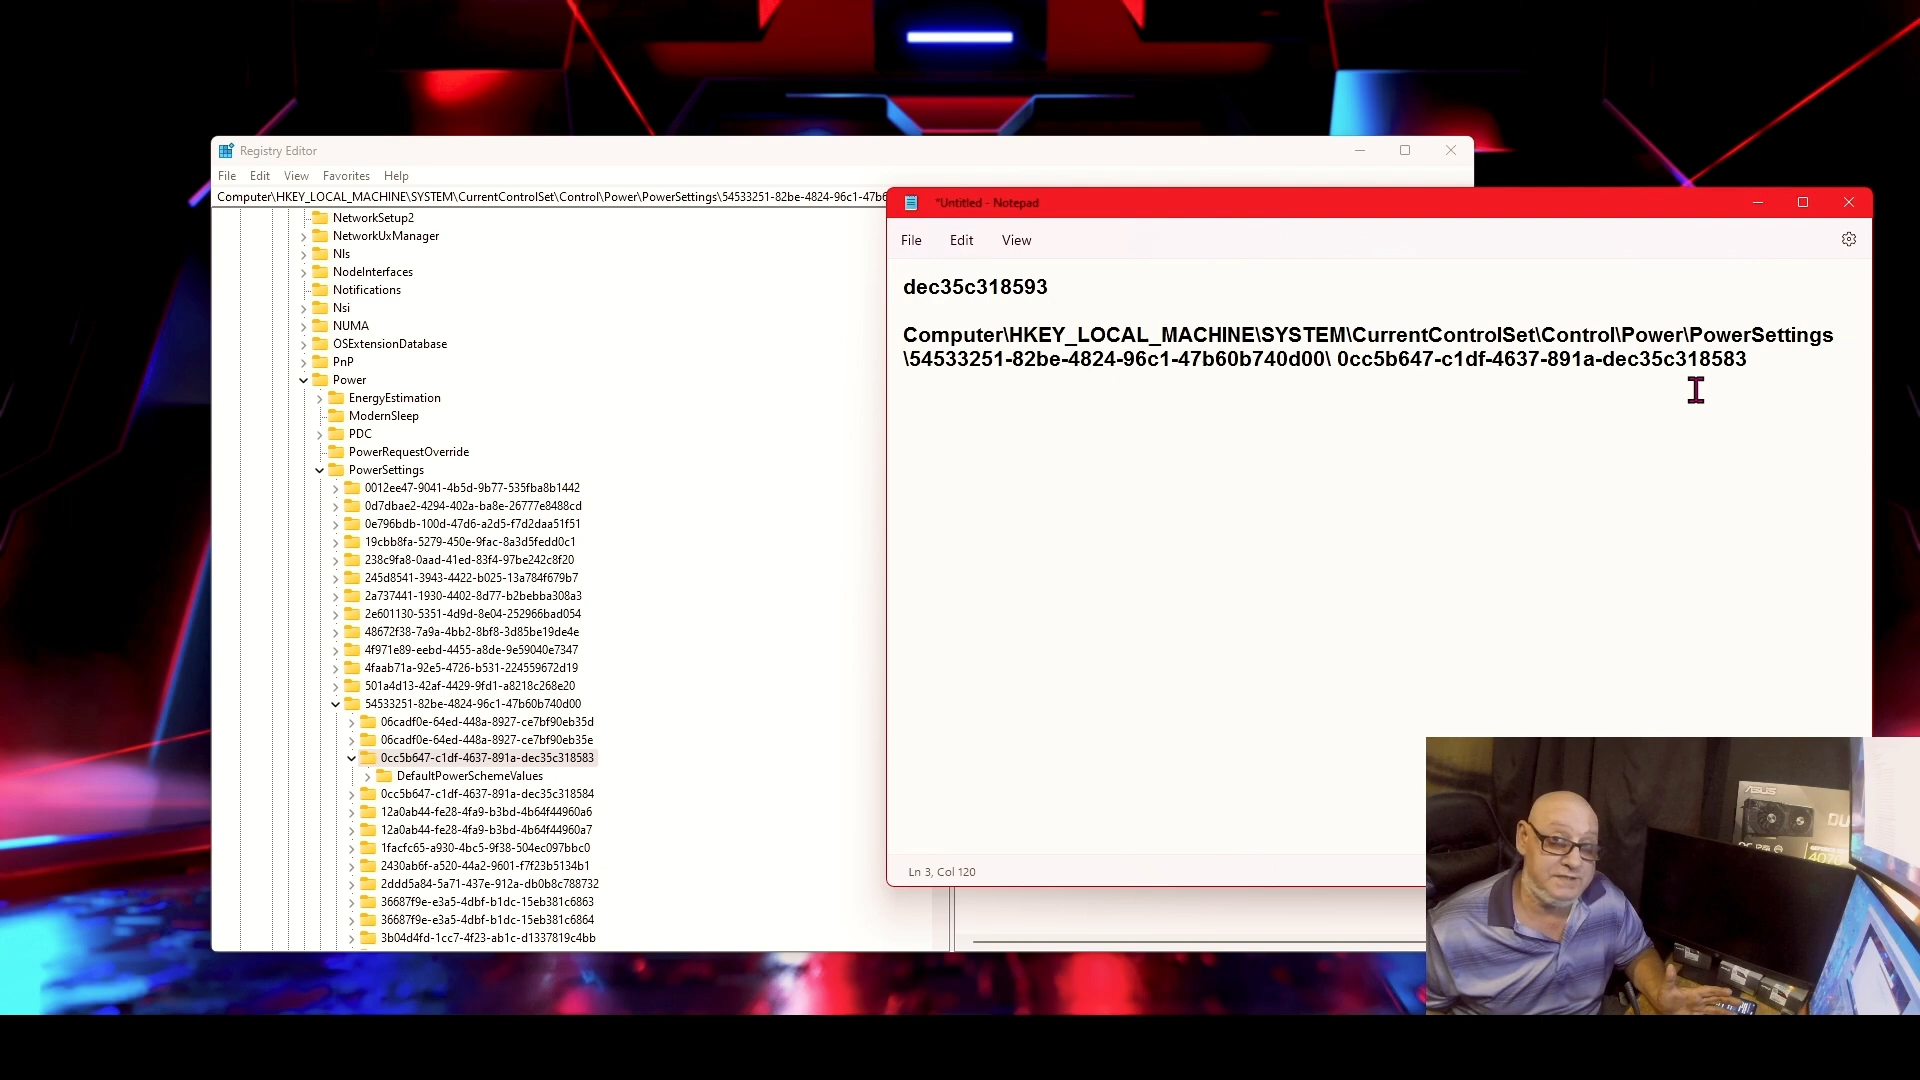 Registry Editor
File Edit View Favorites Help
Computer\HKEY_LOCAL_MACHINE\SYSTEM\CurrentControlSet\Control\Power\PowerSettings\54533251-82be-4824-96c1-47b6
NetworkSetup2
NetworkUxManager
Nls
NodeInterfaces
Notifications
Nsi
NUMA
OSExtensionDatabase
PnP
Power
EnergyEstimation
ModernSleep
PDC
PowerRequestOverride
PowerSettings
0012ee47-9041-4b5d-9b77-535fba8b1442
0d7dbae2-4294-402a-ba8e-26777e8488cd
0e796bdb-100d-47d6-a2d5-f7d2daa51f51
19cbb8fa-5279-450e-9fac-8a3d5fedd0c1
238c9fa8-0aad-41ed-83f4-97be242c8f20
245d8541-3943-4422-b025-13a784f679b7
2a737441-1930-4402-8d77-b2bebba308a3
2e601130-5351-4d9d-8e04-252966bad054
48672f38-7a9a-4bb2-8bf8-3d85be19de4e
4f971e89-eebd-4455-a8de-9e59040e7347
4faab71a-92e5-4726-b531-224559672d19
501a4d13-42af-4429-9fd1-a8218c268e20
54533251-82be-4824-96c1-47b60b740d00
06cadf0e-64ed-448a-8927-ce7bf90eb35d
06cadf0e-64ed-448a-8927-ce7bf90eb35e
0cc5b647-c1df-4637-891a-dec35c318583
DefaultPowerSchemeValues
0cc5b647-c1df-4637-891a-dec35c318584
12a0ab44-fe28-4fa9-b3bd-4b64f44960a6
12a0ab44-fe28-4fa9-b3bd-4b64f44960a7
1facfc65-a930-4bc5-9f38-504ec097bbc0
2430ab6f-a520-44a2-9601-f7f23b5134b1
2ddd5a84-5a71-437e-912a-db0b8c788732
36687f9e-e3a5-4dbf-b1dc-15eb381c6863
36687f9e-e3a5-4dbf-b1dc-15eb381c6864
3b04d4fd-1cc7-4f23-ab1c-d1337819c4bb
*Untitled - Notepad
File Edit View
dec35c318593
Computer\HKEY_LOCAL_MACHINE\SYSTEM\CurrentControlSet\Control\Power\PowerSettings
\54533251-82be-4824-96c1-47b60b740d00\ 0cc5b647-c1df-4637-891a-dec35c318583
Ln 3, Col 120
ASUS
DU